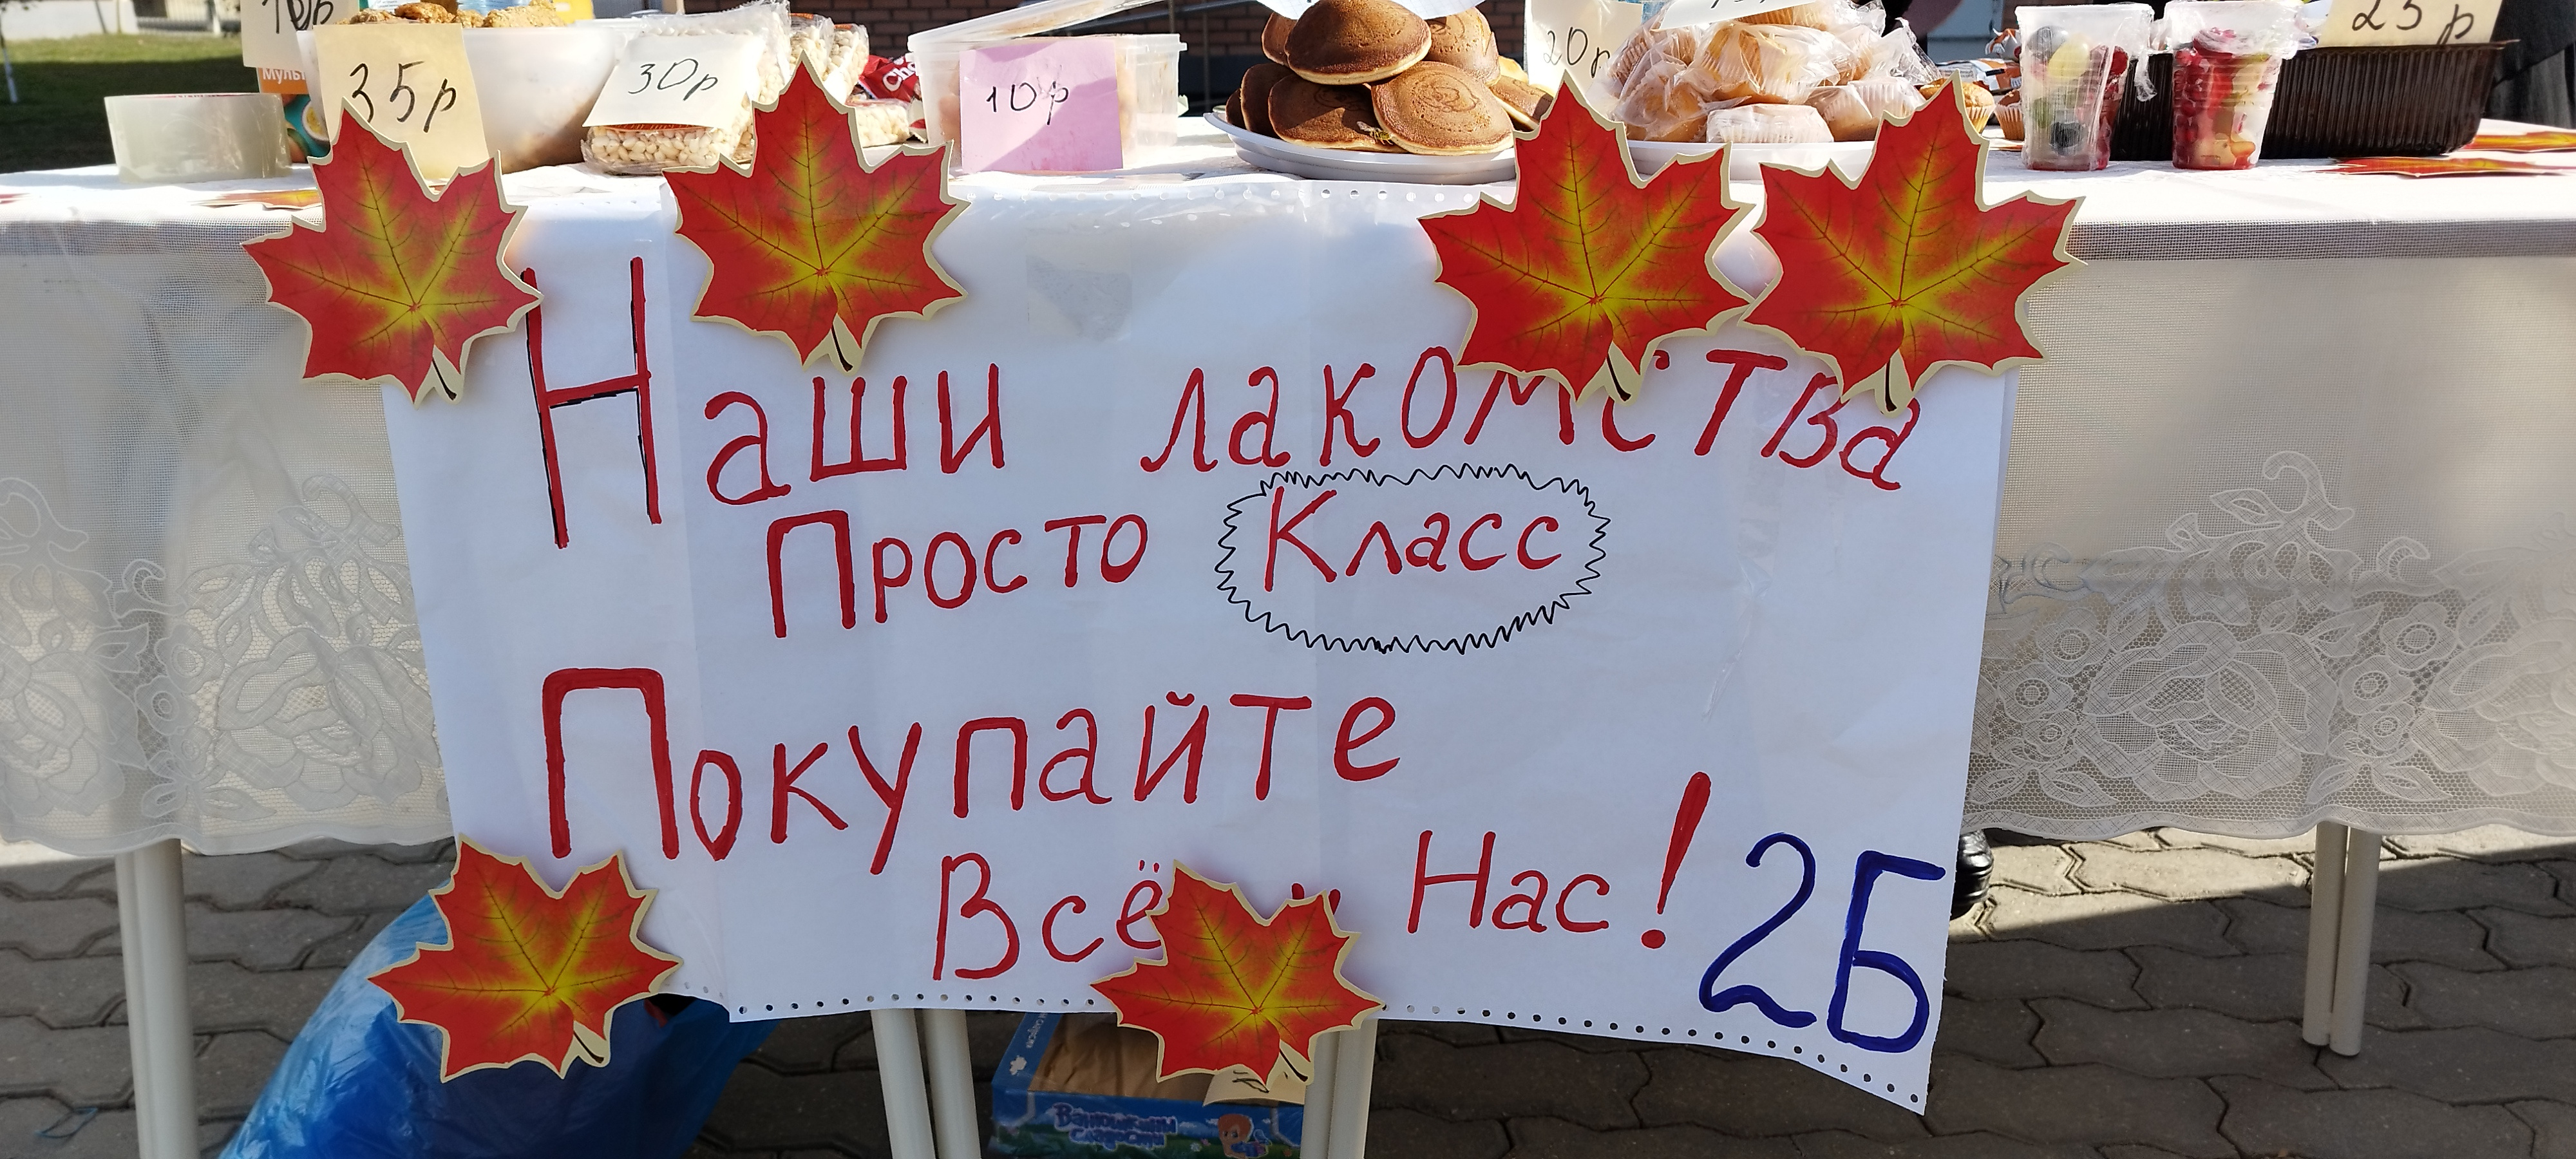 35р
30р
10р
20р
25р
Наши лакомства
Просто Класс
Покупайте
Всё у Нас!
2Б